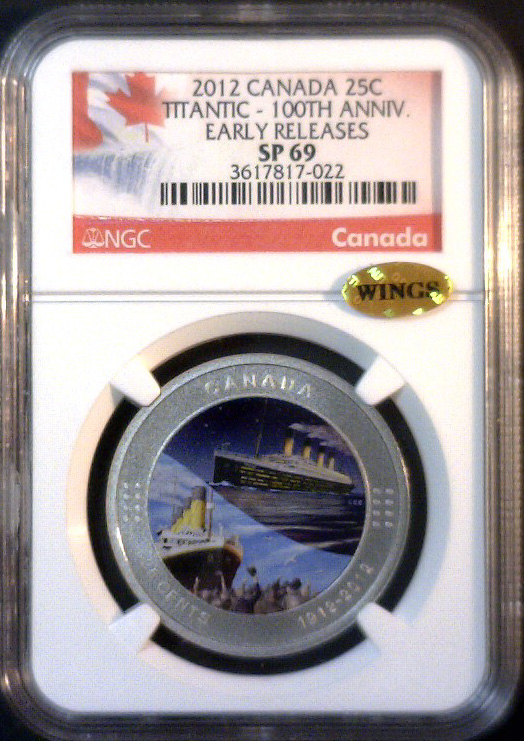 2012 CANADA 25C
TITANTIC - 100TH ANNIV.
EARLY RELEASES
SP 69
3617817-022
NGC
Canada
WINGS
CANADA
CENTS
1912-2012